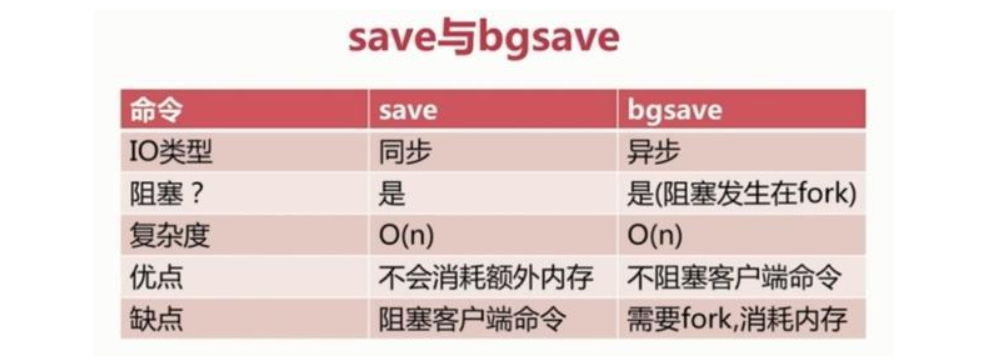 save与bgsave
命令 save bgsave
IO类型 同步 异步
阻塞？ 是 是(阻塞发生在fork)
复杂度 O(n) O(n)
优点 不会消耗额外内存 不阻塞客户端命令
缺点 阻塞客户端命令 需要fork,消耗内存